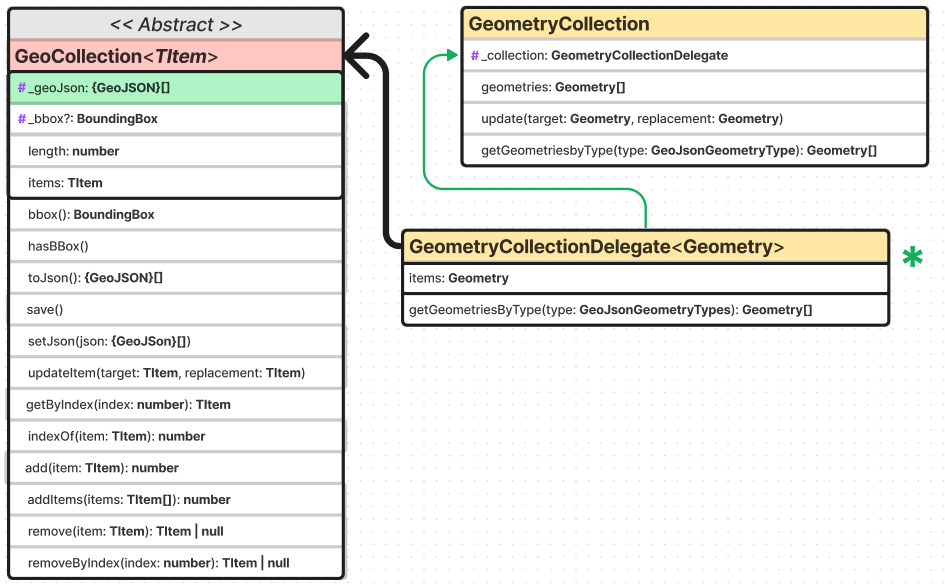 << Abstract >>
GeoCollection<TItem>
# _geoJson: {GeoJSON}[]
# _bbox?: BoundingBox
length: number
items: TItem
bbox(): BoundingBox
hasBBox()
toJson(): {GeoJSON}[]
save()
setJson(json: {GeoJSon}[])
updateItem(target: TItem, replacement: TItem)
getByIndex(index: number): TItem
indexOf(item: TItem): number
add(item: TItem): number
addItems(items: TItem[]): number
remove(item: TItem): TItem | null
removeByIndex(index: number): TItem | null
GeometryCollection
# _collection: GeometryCollectionDelegate
geometries: Geometry[]
update(target: Geometry, replacement: Geometry)
getGeometriesbyType(type: GeoJsonGeometryType): Geometry[]
GeometryCollectionDelegate<Geometry>
*
items: Geometry
getGeometriesByType(type: GeoJsonGeometryTypes): Geometry[]